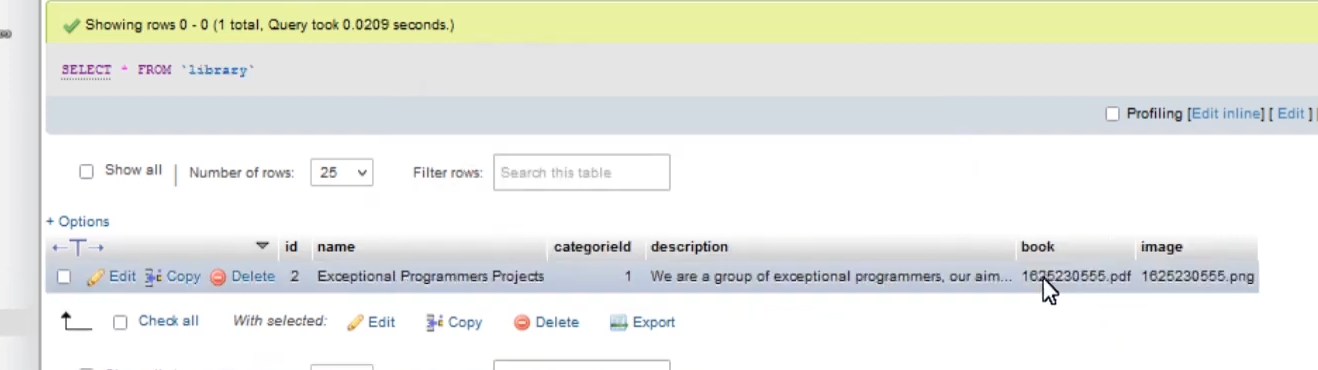 Showing rows 0 - 0 (1 total, Query took 0.0209 seconds.)
SELECT * FROM `library`
Profiling [Edit inline] [ Edit ]
Show all | Number of rows: 25 Filter rows: Search this table
+ Options
←T→ id name categorieId description book image
Edit Copy Delete 2 Exceptional Programmers Projects 1 We are a group of exceptional programmers, our aim... 1625230555.pdf 1625230555.png
Check all With selected: Edit Copy Delete Export